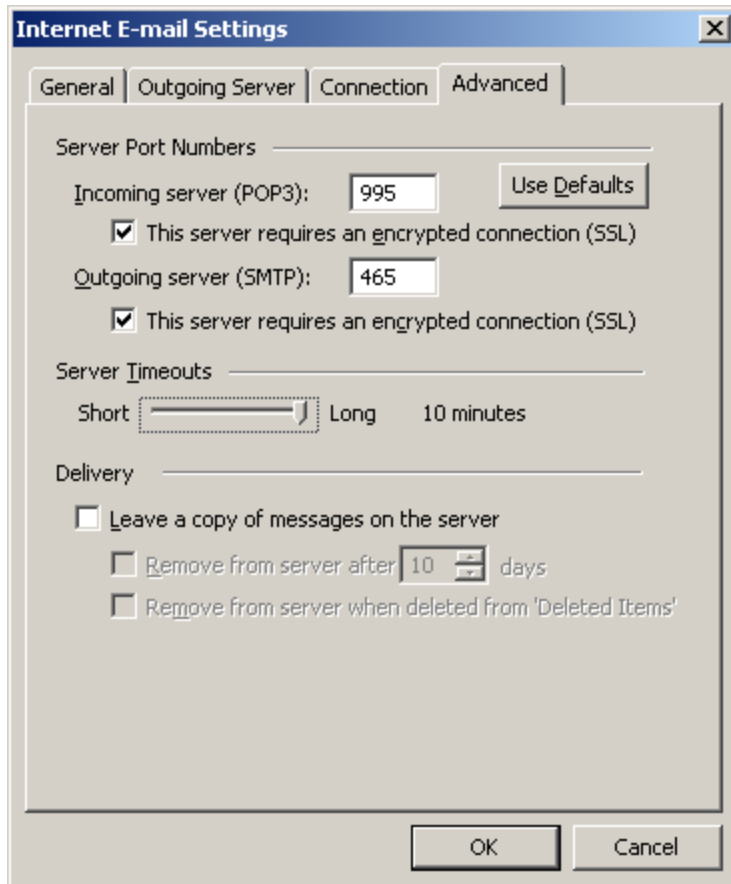 Internet E-mail Settings
General Outgoing Server Connection Advanced
Server Port Numbers
Incoming server (POP3): 995 Use Defaults
This server requires an encrypted connection (SSL)
Outgoing server (SMTP): 465
This server requires an encrypted connection (SSL)
Server Timeouts
Short Long 10 minutes
Delivery
Leave a copy of messages on the server
Remove from server after 10 days
Remove from server when deleted from 'Deleted Items'
OK Cancel